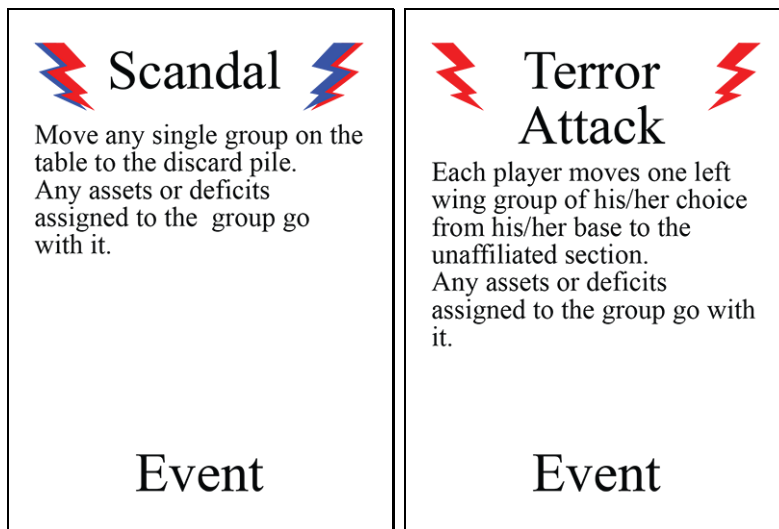 Scandal
Move any single group on the
table to the discard pile.
Any assets or deficits
assigned to the  group go
with it.
Event
Terror
Attack
Each player moves one left
wing group of his/her choice
from his/her base to the
unaffiliated section.
Any assets or deficits
assigned to the group go with
it.
Event